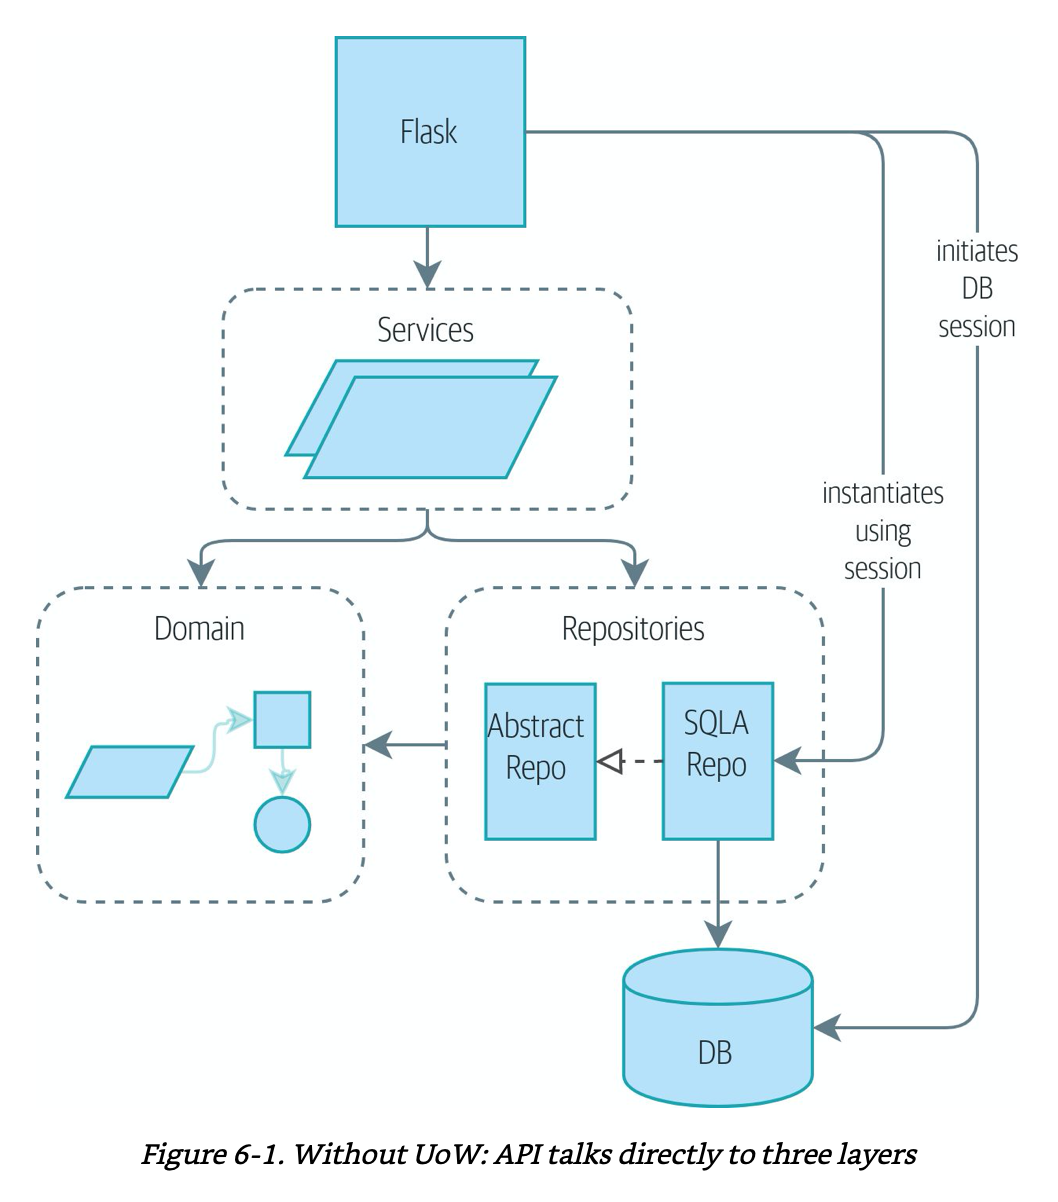 Flask
initiates
DB
session
Services
instantiates
using
session
Domain
Repositories
Abstract
Repo
SQLA
Repo
DB
Figure 6-1. Without UoW: API talks directly to three layers